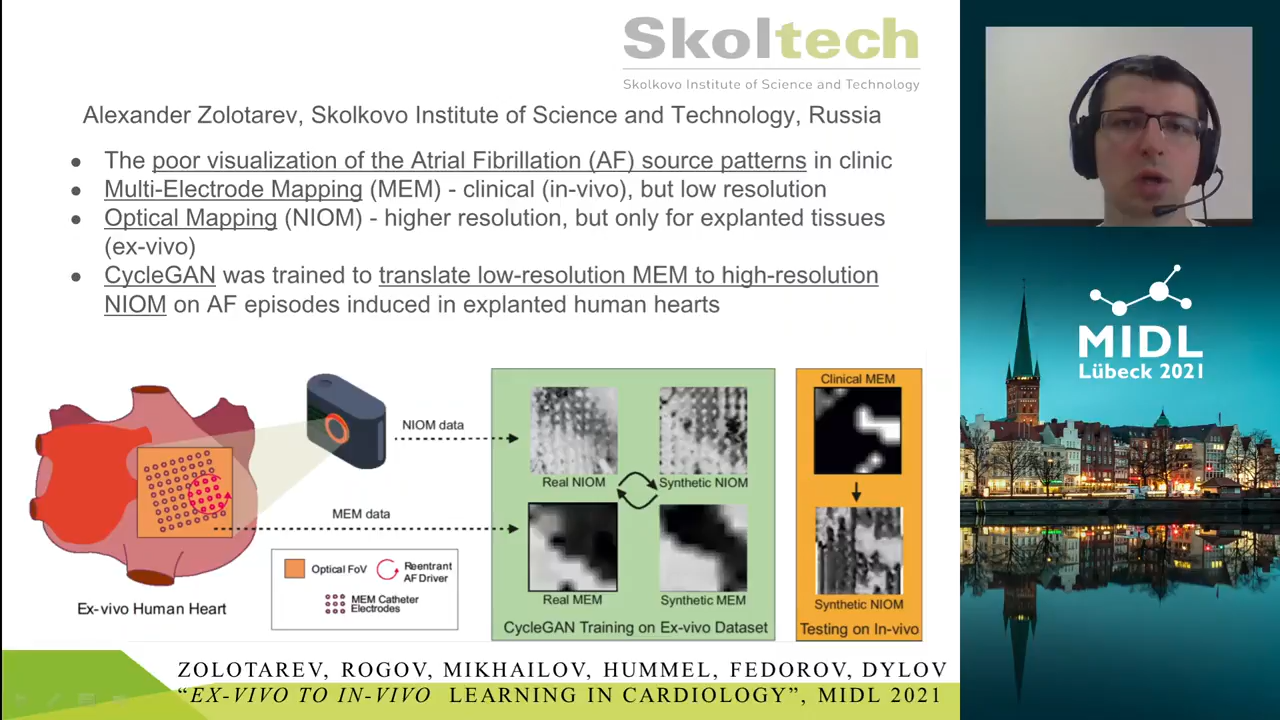 Skoltech
Skolkovo Institute of Science and Technology
Alexander Zolotarev, Skolkovo Institute of Science and Technology, Russia
● The poor visualization of the Atrial Fibrillation (AF) source patterns in clinic
● Multi-Electrode Mapping (MEM) - clinical (in-vivo), but low resolution
● Optical Mapping (NIOM) - higher resolution, but only for explanted tissues
(ex-vivo)
● CycleGAN was trained to translate low-resolution MEM to high-resolution
NIOM on AF episodes induced in explanted human hearts
MIDL
Lübeck 2021
NIOM data
MEM data
Ex-vivo Human Heart
Optical FoV
Reentrant
AF Driver
MEM Catheter
Electrodes
Real NIOM
Synthetic NIOM
Real MEM
Synthetic MEM
CycleGAN Training on Ex-vivo Dataset
Clinical MEM
Synthetic NIOM
Testing on In-vivo
ZOLOTAREV, ROGOV, MIKHAILOV, HUMMEL, FEDOROV, DYLOV
“EX-VIVO TO IN-VIVO LEARNING IN CARDIOLOGY”, MIDL 2021